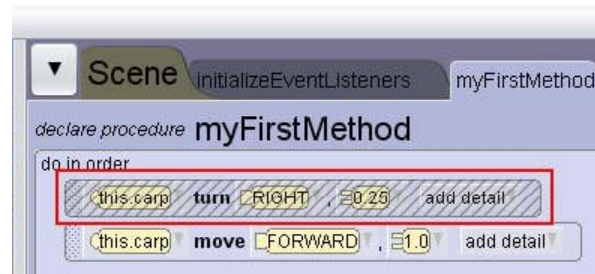 Scene initializeEventListeners myFirstMethod
declare procedure myFirstMethod
do in order
this.carp turn RIGHT , 0.25 add detail
this.carp move FORWARD , 1.0 add detail